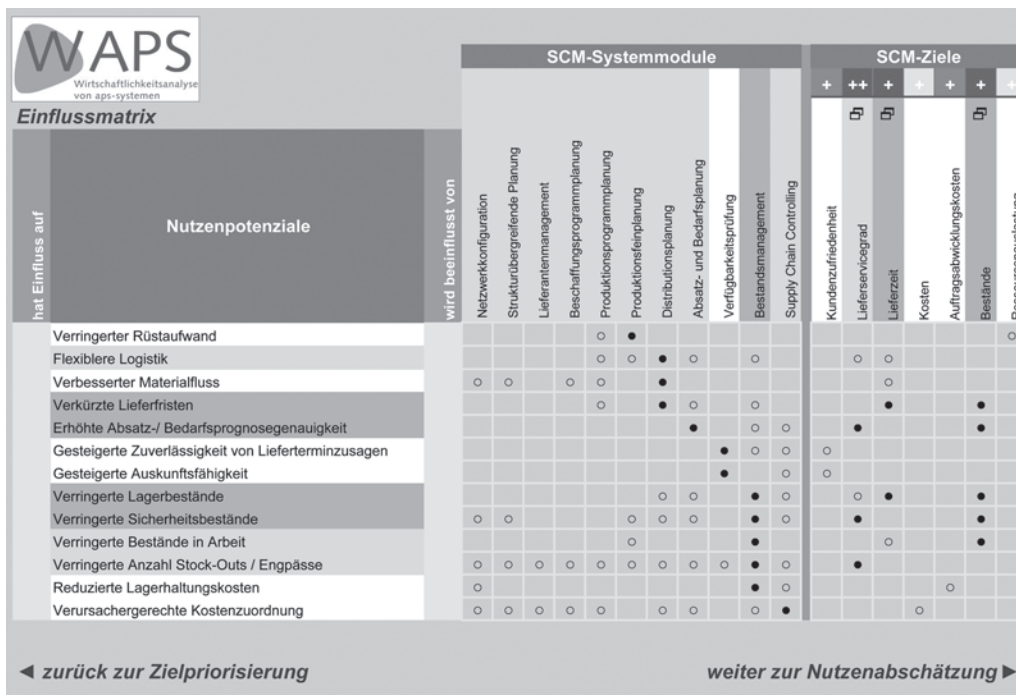 WAPS
Wirtschaftlichkeitsanalyse
von aps-systemen
Einflussmatrix
SCM-Systemmodule
SCM-Ziele
+ ++ + + + + +
hat Einfluss auf
Nutzenpotenziale
wird beeinflusst von
Netzwerkkonfiguration
Strukturübergreifende Planung
Lieferantenmanagement
Beschaffungsprogrammplanung
Produktionsprogrammplanung
Produktionsfeinplanung
Distributionsplanung
Absatz- und Bedarfsplanung
Verfügbarkeitsprüfung
Bestandsmanagement
Supply Chain Controlling
Kundenzufriedenheit
Lieferservicegrad
Lieferzeit
Kosten
Auftragsabwicklungskosten
Bestände
Verringerter Rüstaufwand
Flexiblere Logistik
Verbesserter Materialfluss
Verkürzte Lieferfristen
Erhöhte Absatz-/ Bedarfsprognosegenauigkeit
Gesteigerte Zuverlässigkeit von Lieferterminzusagen
Gesteigerte Auskunftsfähigkeit
Verringerte Lagerbestände
Verringerte Sicherheitsbestände
Verringerte Bestände in Arbeit
Verringerte Anzahl Stock-Outs / Engpässe
Reduzierte Lagerhaltungskosten
Verursachergerechte Kostenzuordnung
◄ zurück zur Zielpriorisierung
weiter zur Nutzenabschätzung ►